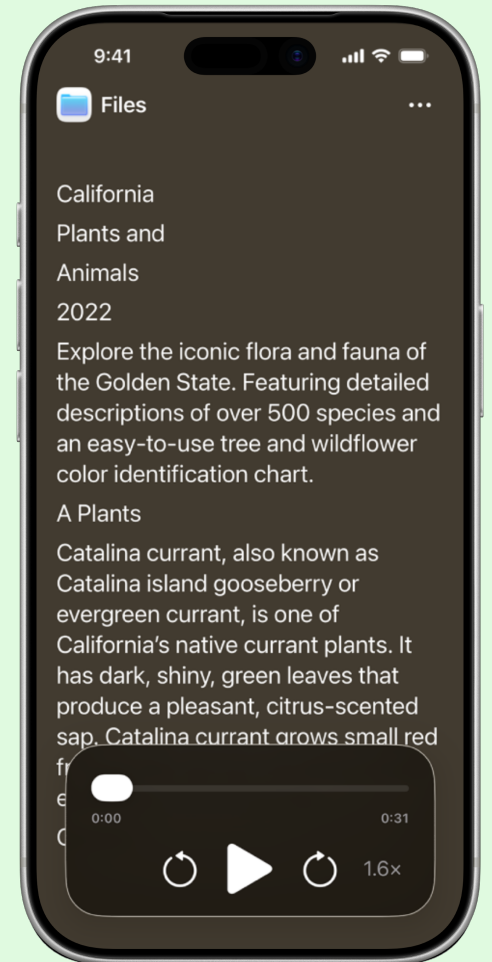 9:41
Files
California
Plants and
Animals
2022
Explore the iconic flora and fauna of
the Golden State. Featuring detailed
descriptions of over 500 species and
an easy-to-use tree and wildflower
color identification chart.
A Plants
Catalina currant, also known as
Catalina island gooseberry or
evergreen currant, is one of
California’s native currant plants. It
has dark, shiny, green leaves that
produce a pleasant, citrus-scented
sap. Catalina currant grows small red
0:00
0:31
1.6×